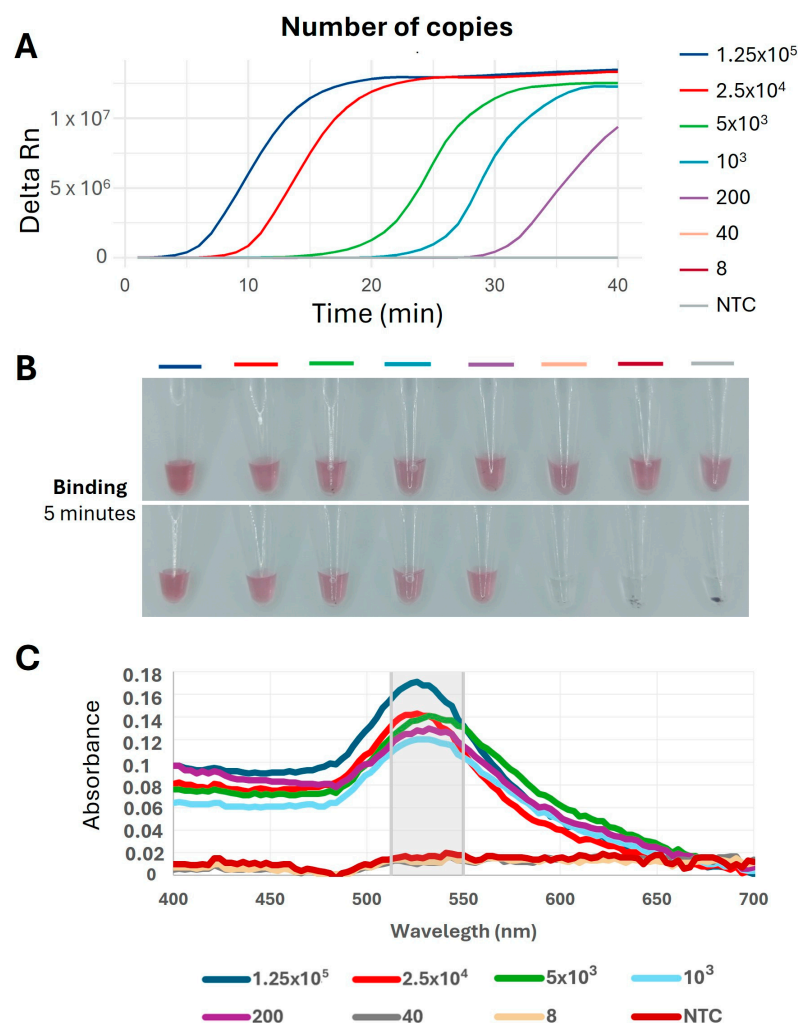 Number of copies
A
1.25x10⁵
2.5x10⁴
5x10³
10³
200
40
8
NTC
1 x 10⁷
5 x 10⁶
0
Delta Rn
0 10 20 30 40
Time (min)
B
Binding
5 minutes
C
0.18
0.16
0.14
0.12
0.1
0.08
0.06
0.04
0.02
0
Absorbance
400 450 500 550 600 650 700
Wavelegth (nm)
1.25x10⁵ 2.5x10⁴ 5x10³ 10³
200 40 8 NTC